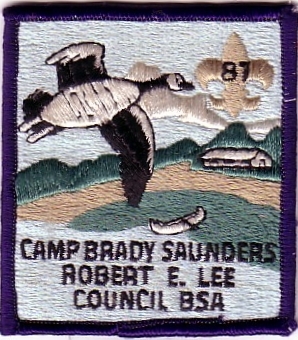 87
CAMP BRADY SAUNDERS
ROBERT E. LEE
COUNCIL BSA